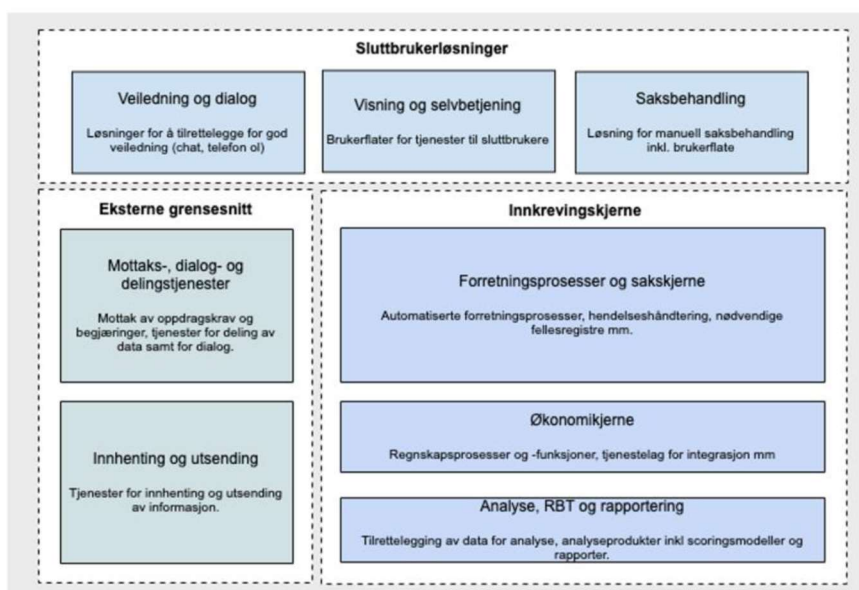 Sluttbrukerløsninger
Veiledning og dialog
Løsninger for å tilrettelegge for god
veiledning (chat, telefon ol)
Visning og selvbetjening
Brukerflater for tjenester til sluttbrukere
Saksbehandling
Løsning for manuell saksbehandling
inkl. brukerflate
Eksterne grensesnitt
Mottaks-, dialog- og
delingstjenester
Mottak av oppdragskrav og
begjæringer, tjenester for deling av
data samt for dialog.
Innhenting og utsending
Tjenester for innhenting og utsending
av informasjon.
Innkrevingskjerne
Forretningsprosesser og sakskjerne
Automatiserte forretningsprosesser, hendelseshåndtering, nødvendige
fellesregistre mm.
Økonomikjerne
Regnskapsprosesser og -funksjoner, tjenestelag for integrasjon mm
Analyse, RBT og rapportering
Tilrettelegging av data for analyse, analyseprodukter inkl scoringsmodeller og
rapporter.